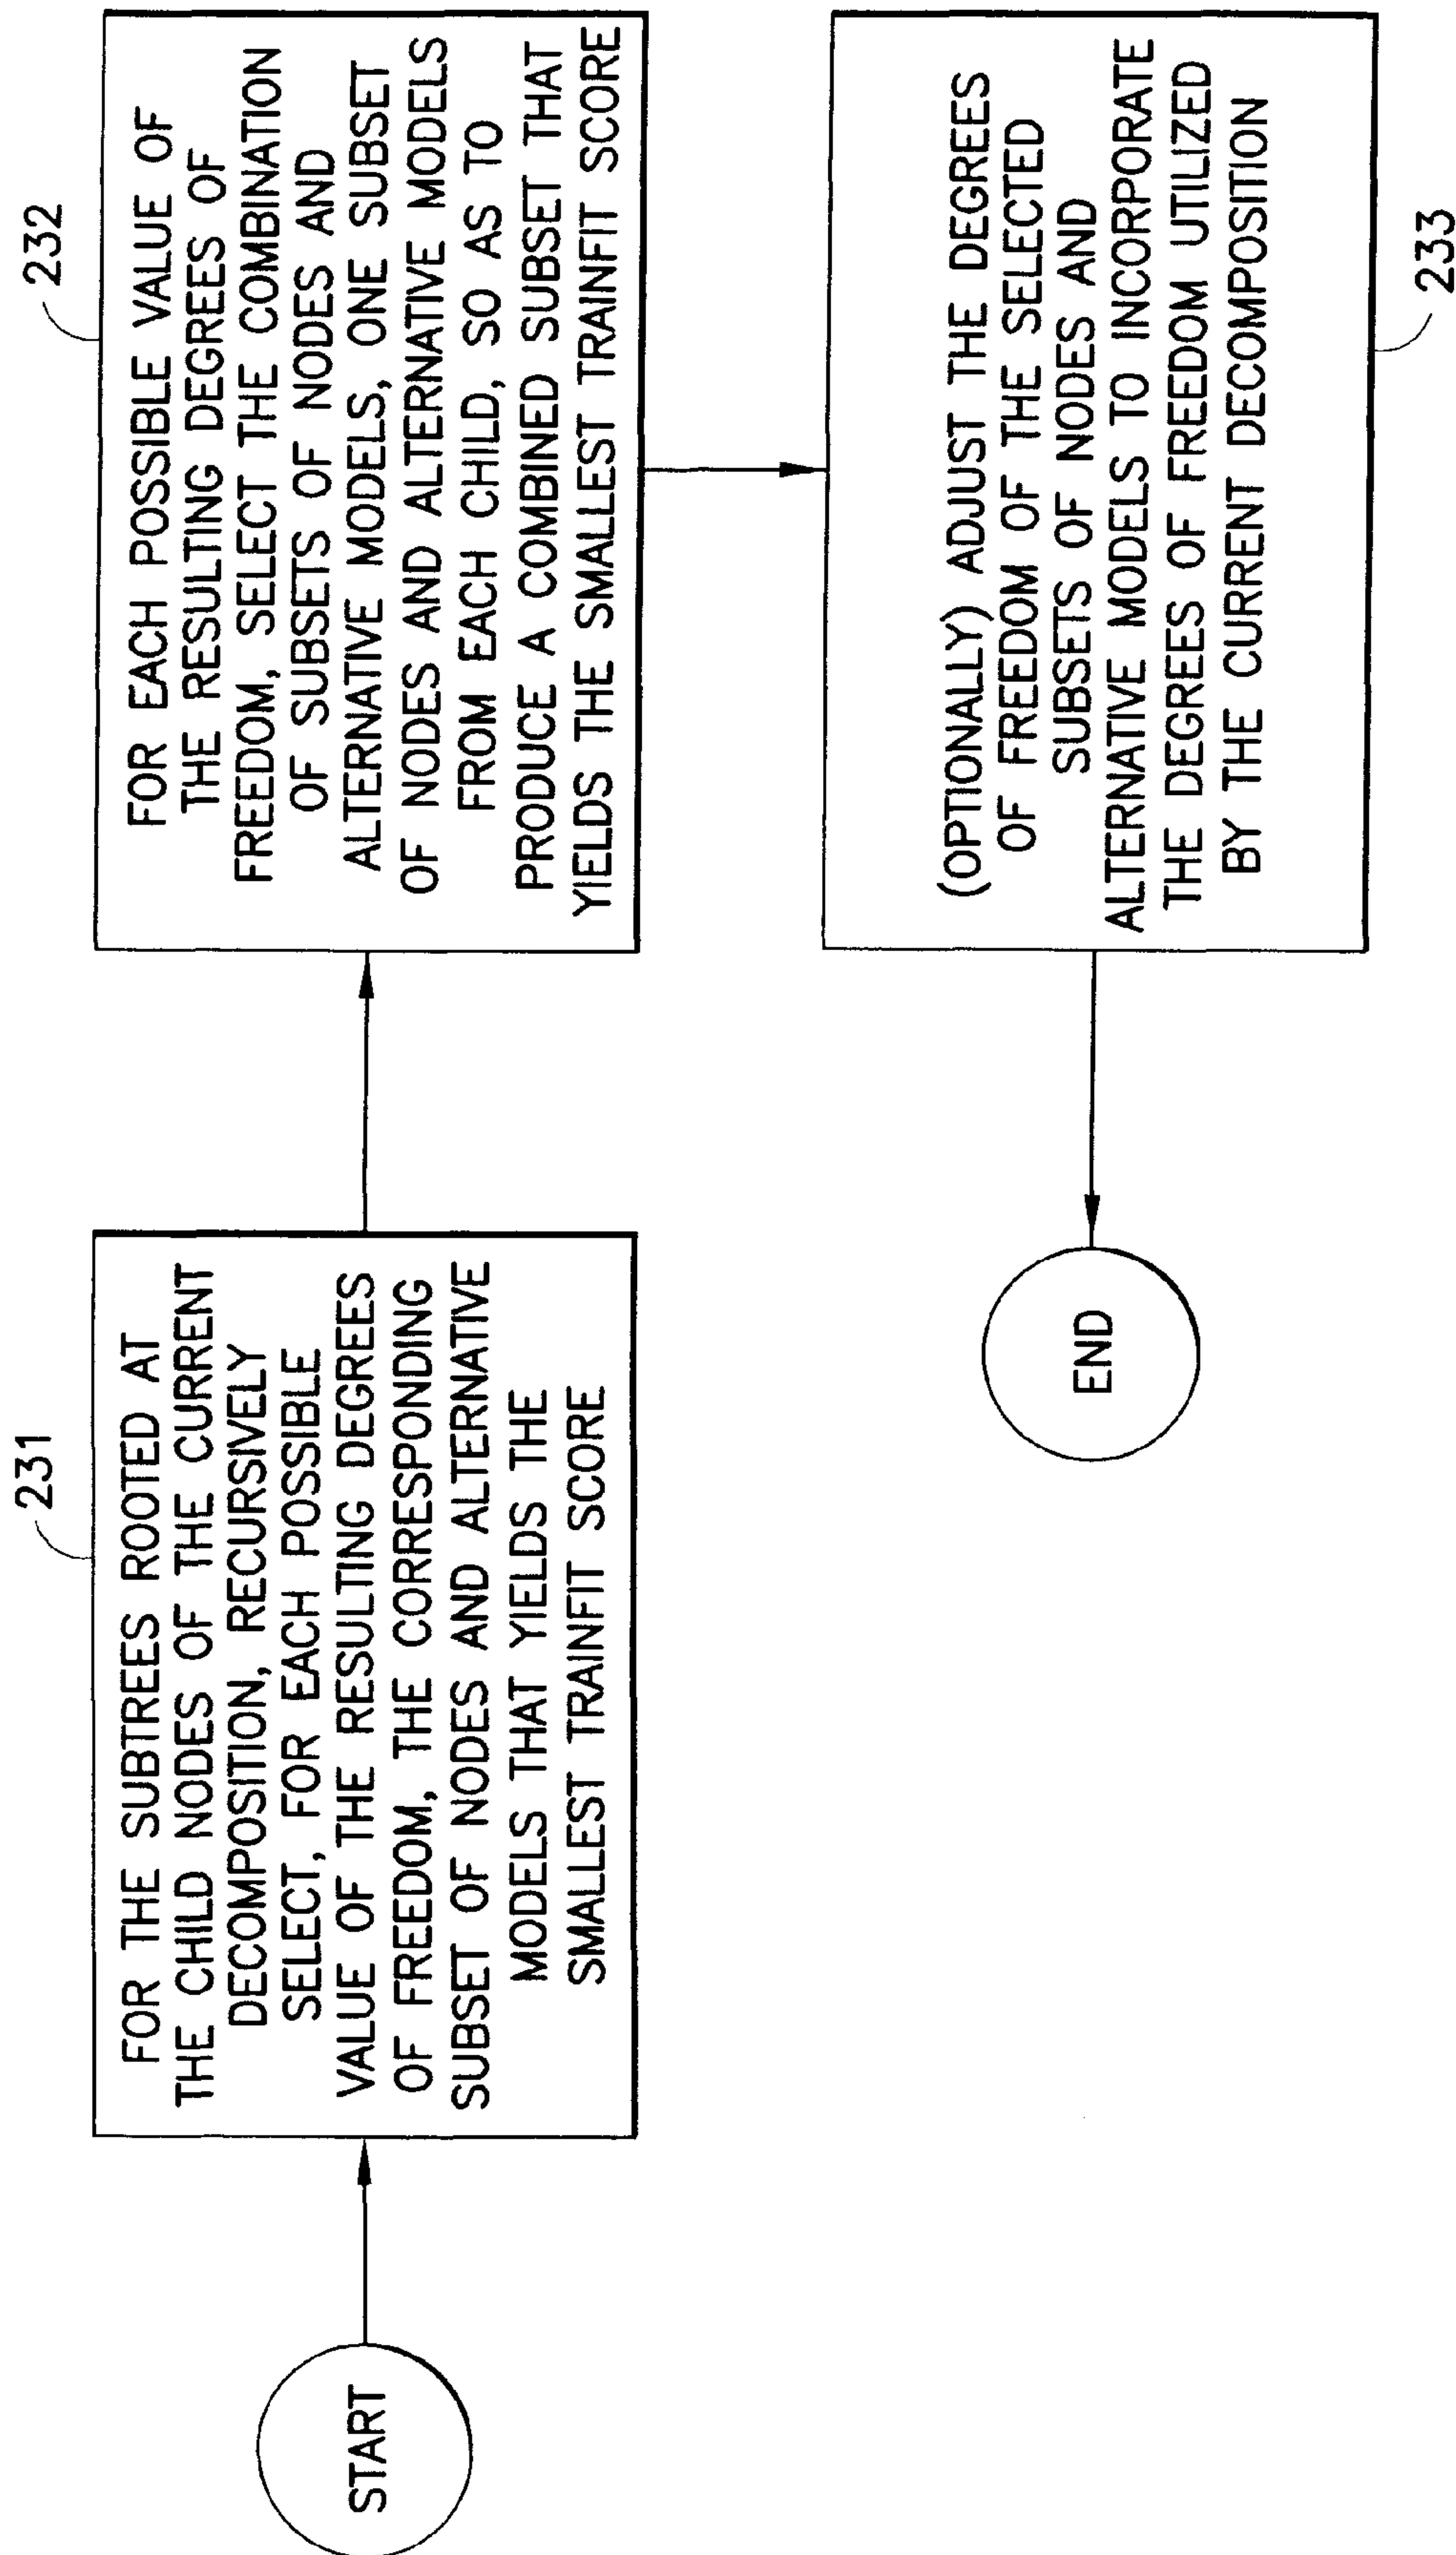 START
231
FOR THE SUBTREES ROOTED AT
THE CHILD NODES OF THE CURRENT
DECOMPOSITION, RECURSIVELY
SELECT, FOR EACH POSSIBLE
VALUE OF THE RESULTING DEGREES
OF FREEDOM, THE CORRESPONDING
SUBSET OF NODES AND ALTERNATIVE
MODELS THAT YIELDS THE
SMALLEST TRAINFIT SCORE
232
FOR EACH POSSIBLE VALUE OF
THE RESULTING DEGREES OF
FREEDOM, SELECT THE COMBINATION
OF SUBSETS OF NODES AND
ALTERNATIVE MODELS, ONE SUBSET
OF NODES AND ALTERNATIVE MODELS
FROM EACH CHILD, SO AS TO
PRODUCE A COMBINED SUBSET THAT
YIELDS THE SMALLEST TRAINFIT SCORE
(OPTIONALLY) ADJUST THE DEGREES
OF FREEDOM OF THE SELECTED
SUBSETS OF NODES AND
ALTERNATIVE MODELS TO INCORPORATE
THE DEGREES OF FREEDOM UTILIZED
BY THE CURRENT DECOMPOSITION
233
END